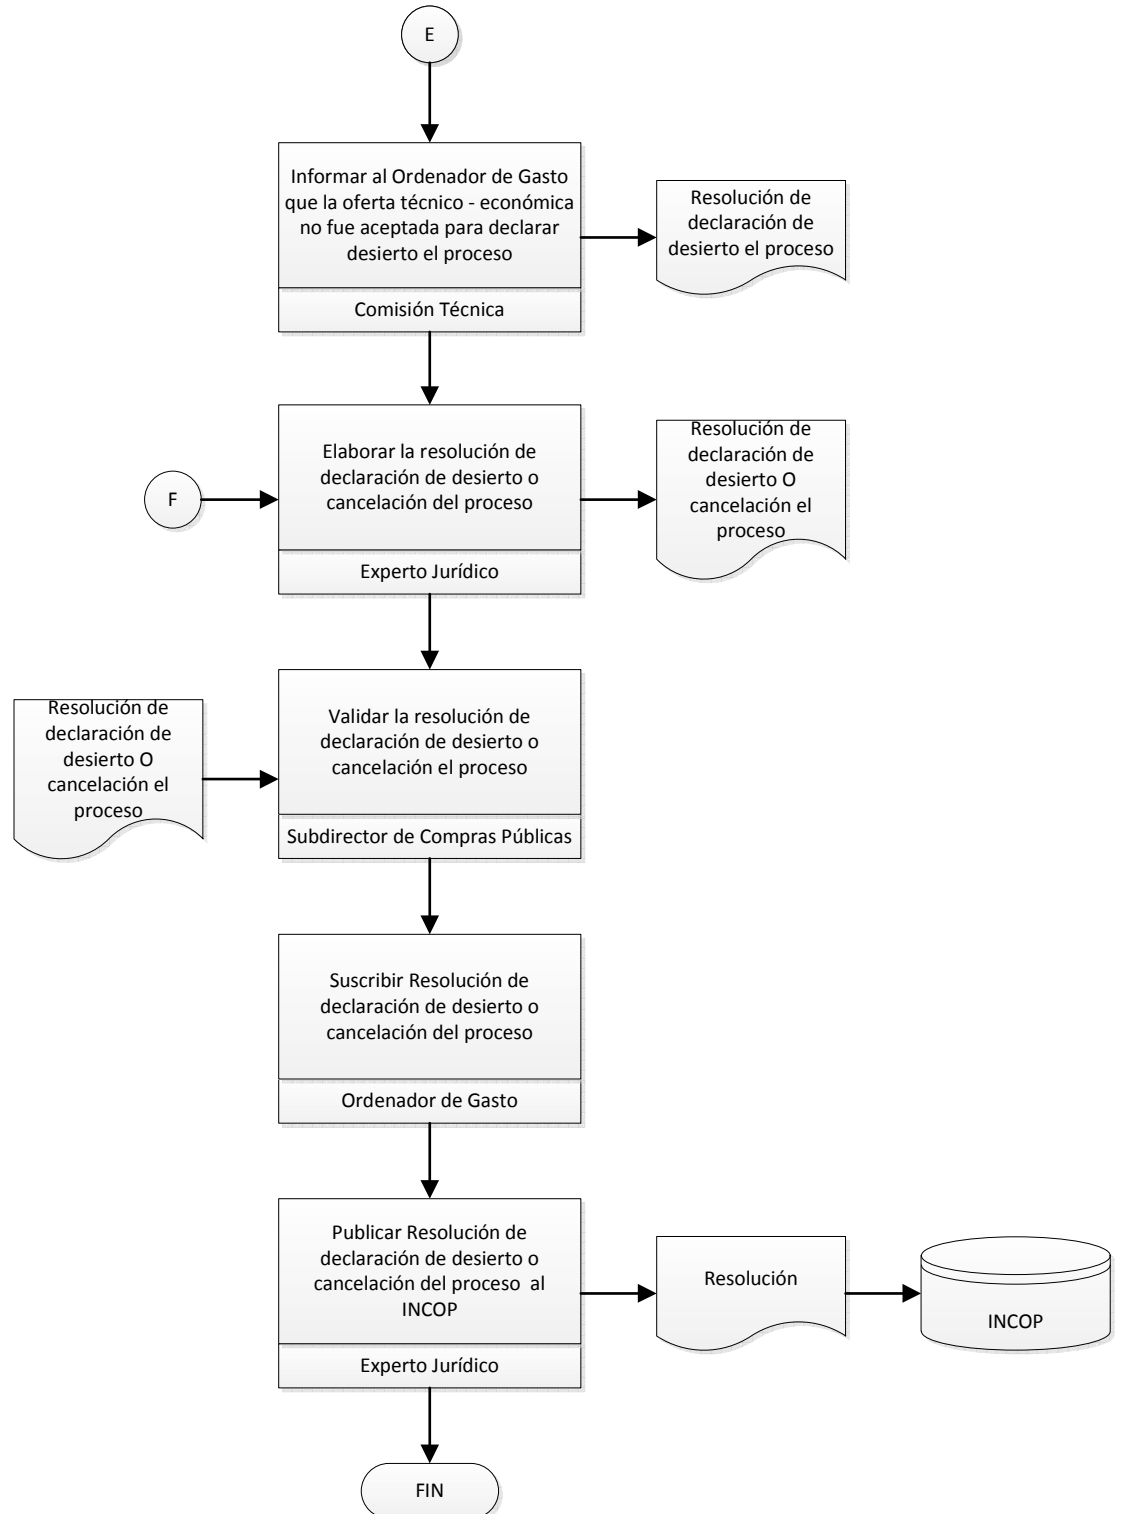 E
Informar al Ordenador de Gasto
que la oferta técnico - económica
no fue aceptada para declarar
desierto el proceso
Comisión Técnica
Resolución de
declaración de
desierto el proceso
F
Elaborar la resolución de
declaración de desierto o
cancelación del proceso
Experto Jurídico
Resolución de
declaración de
desierto O
cancelación el
proceso
Resolución de
declaración de
desierto O
cancelación el
proceso
Validar la resolución de
declaración de desierto o
cancelación el proceso
Subdirector de Compras Públicas
Suscribir Resolución de
declaración de desierto o
cancelación del proceso
Ordenador de Gasto
Publicar Resolución de
declaración de desierto o
cancelación del proceso al
INCOP
Experto Jurídico
Resolución
INCOP
FIN